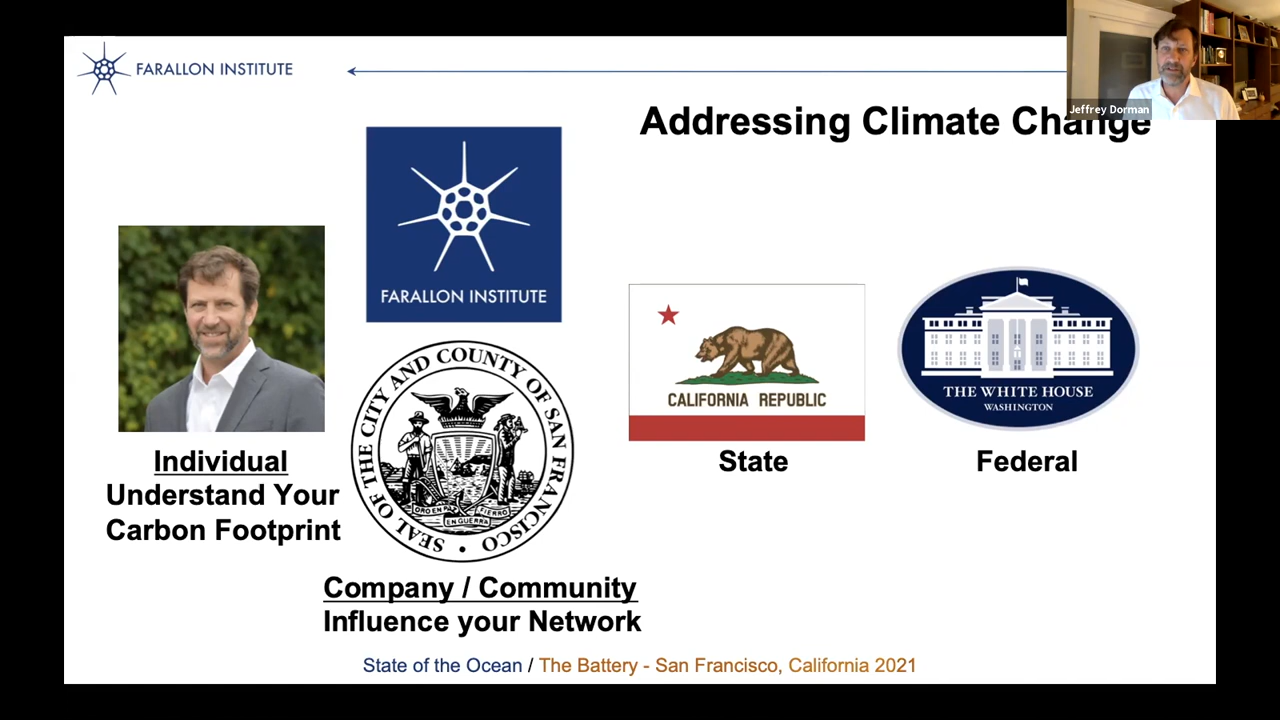 FARALLON INSTITUTE
Jeffrey Dorman
Addressing Climate Change
FARALLON INSTITUTE
SEAL OF THE CITY AND COUNTY OF SAN FRANCISCO
ORO EN PAZ
FIERRO
EN GUERRA
CALIFORNIA REPUBLIC
THE WHITE HOUSE
WASHINGTON
Individual
Understand Your
Carbon Footprint
Company / Community
Influence your Network
State
Federal
State of the Ocean / The Battery - San Francisco, California 2021